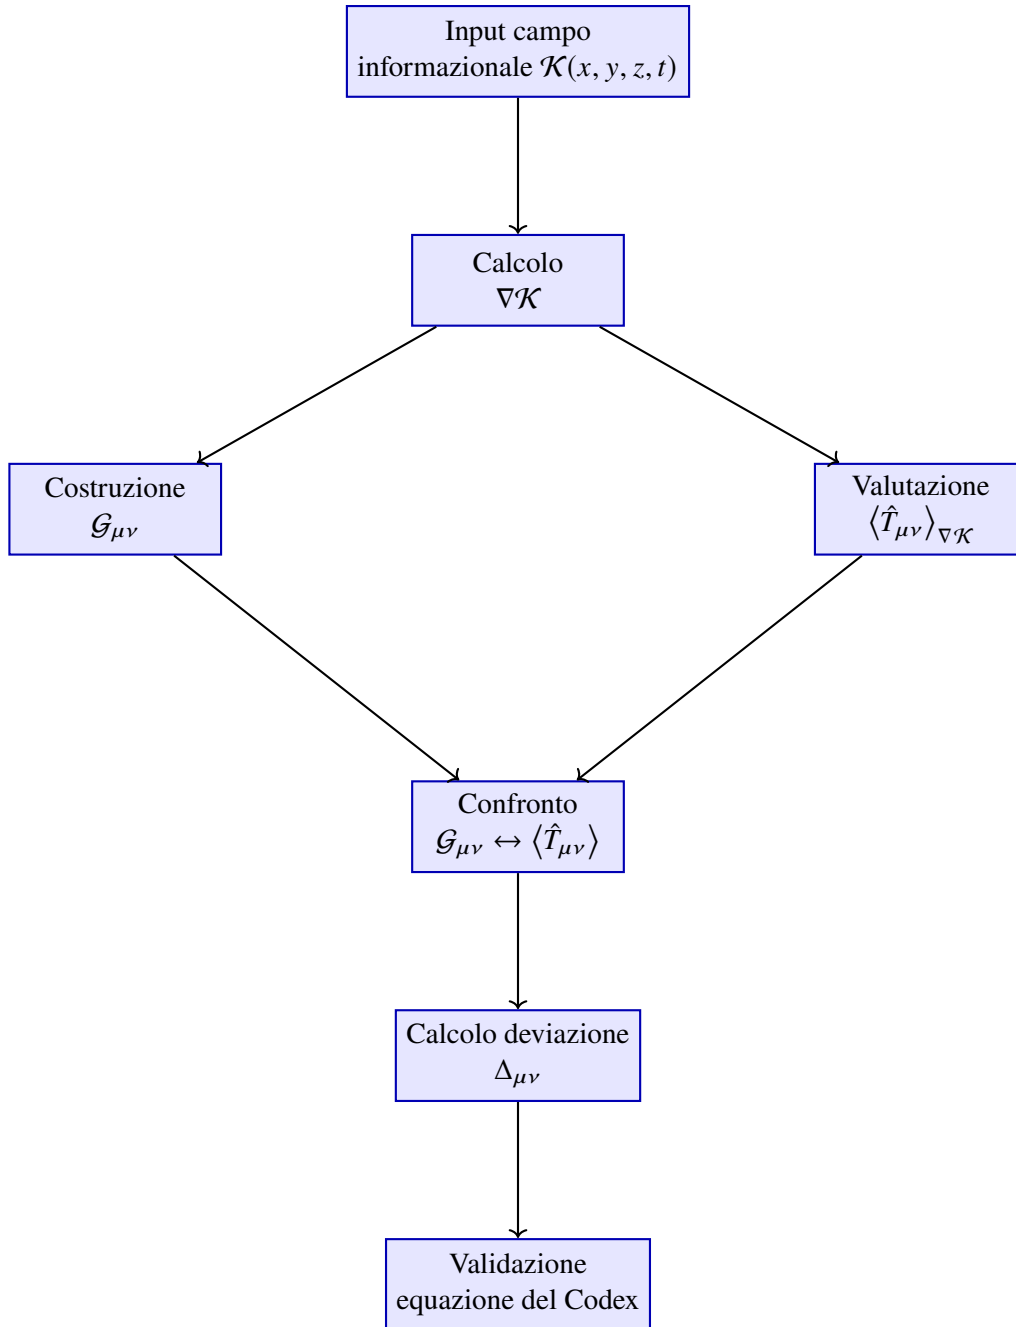 Input campo
informazionale 𝒦(x, y, z, t)
Calcolo
∇𝒦
Costruzione
𝒢μν
Valutazione
⟨T̂μν⟩∇𝒦
Confronto
𝒢μν ↔ ⟨T̂μν⟩
Calcolo deviazione
Δμν
Validazione
equazione del Codex